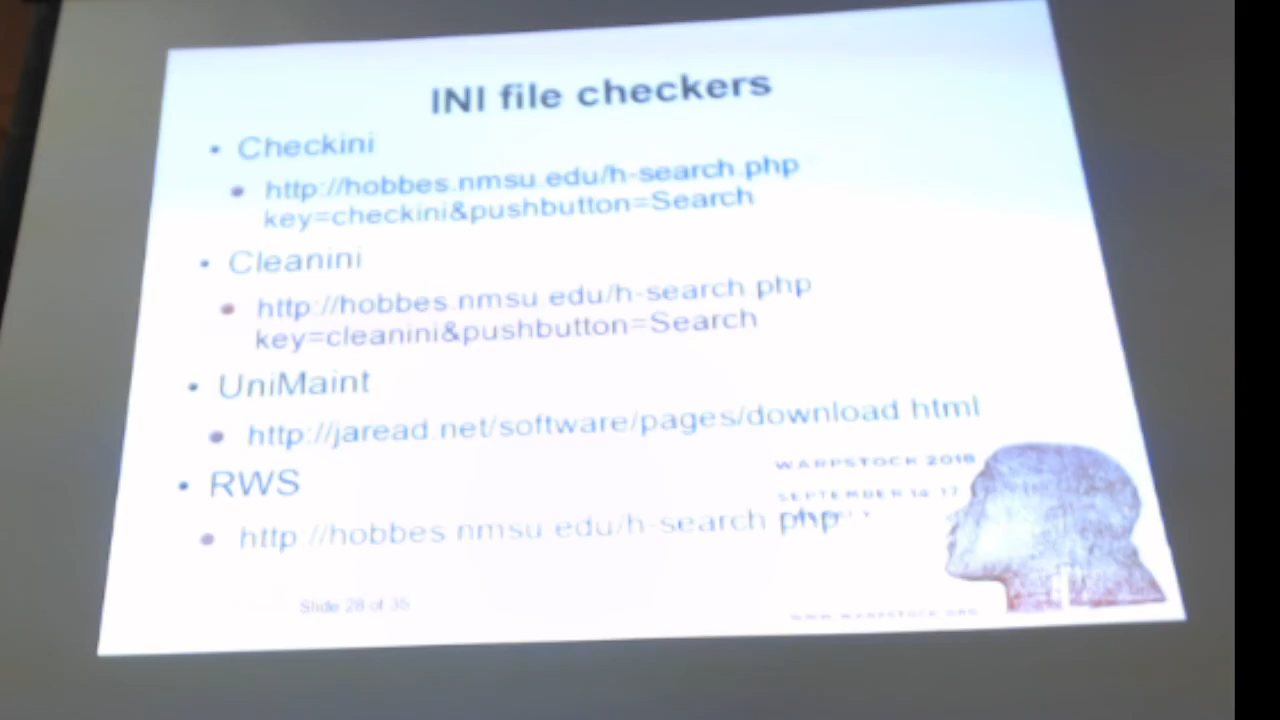 INI file checkers
• Checkini
• http://hobbes.nmsu.edu/h-search.php
key=checkini&pushbutton=Search
• Cleanini
• http://hobbes.nmsu.edu/h-search.php
key=cleanini&pushbutton=Search
• UniMaint
• http://jaread.net/software/pages/download.html
• RWS
• http://hobbes.nmsu.edu/h-search.php
WARPSTOCK 2018
SEPTEMBER 14-17
Slide 28 of 35
WWW.WARPSTOCK.ORG